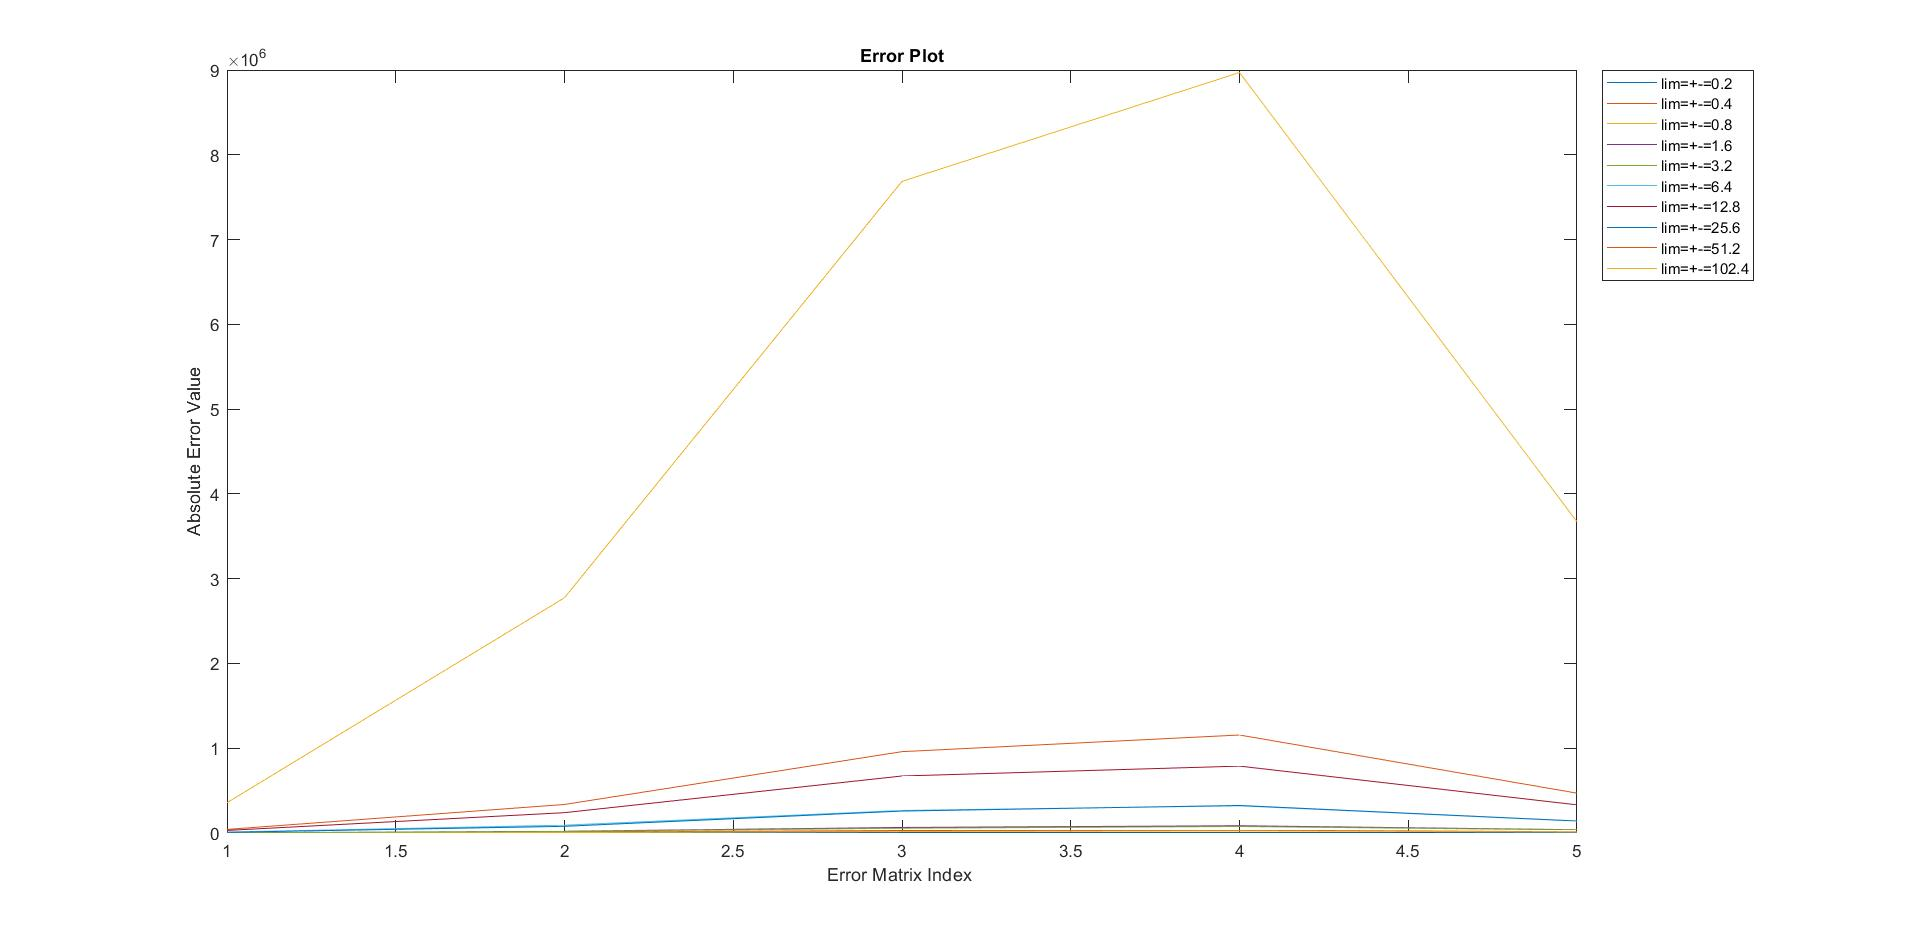 Error Plot
×10⁶
9
8
7
6
5
4
3
2
1
0
1 1.5 2 2.5 3 3.5 4 4.5 5
Error Matrix Index
Absolute Error Value
lim=+-=0.2
lim=+-=0.4
lim=+-=0.8
lim=+-=1.6
lim=+-=3.2
lim=+-=6.4
lim=+-=12.8
lim=+-=25.6
lim=+-=51.2
lim=+-=102.4